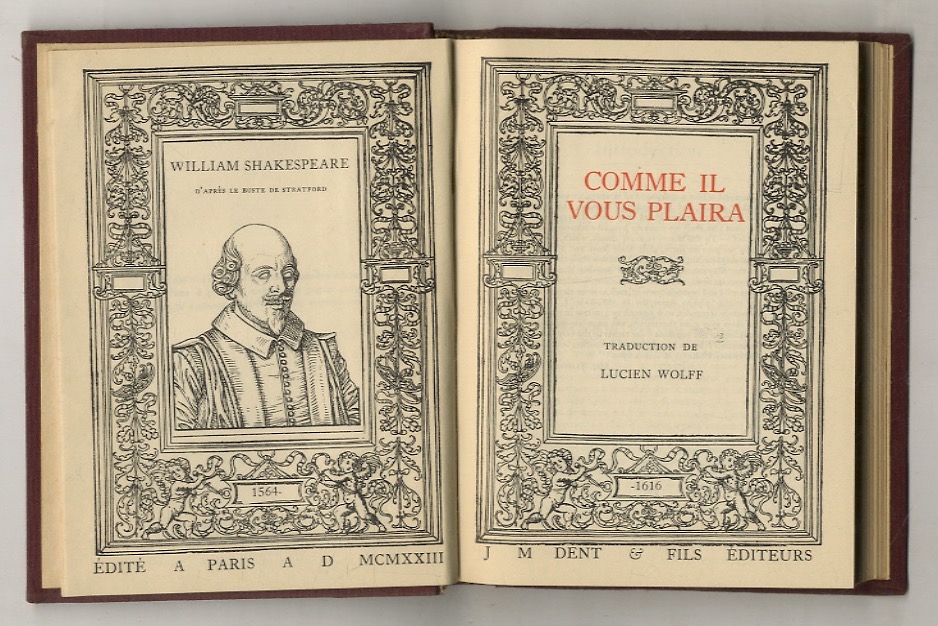 WILLIAM SHAKESPEARE
D'APRÈS LE BUSTE DE STRATFORD
1564-
ÉDITÉ A PARIS A D MCMXXIII
COMME IL
VOUS PLAIRA
TRADUCTION DE
LUCIEN WOLFF
-1616
J M DENT & FILS ÉDITEURS